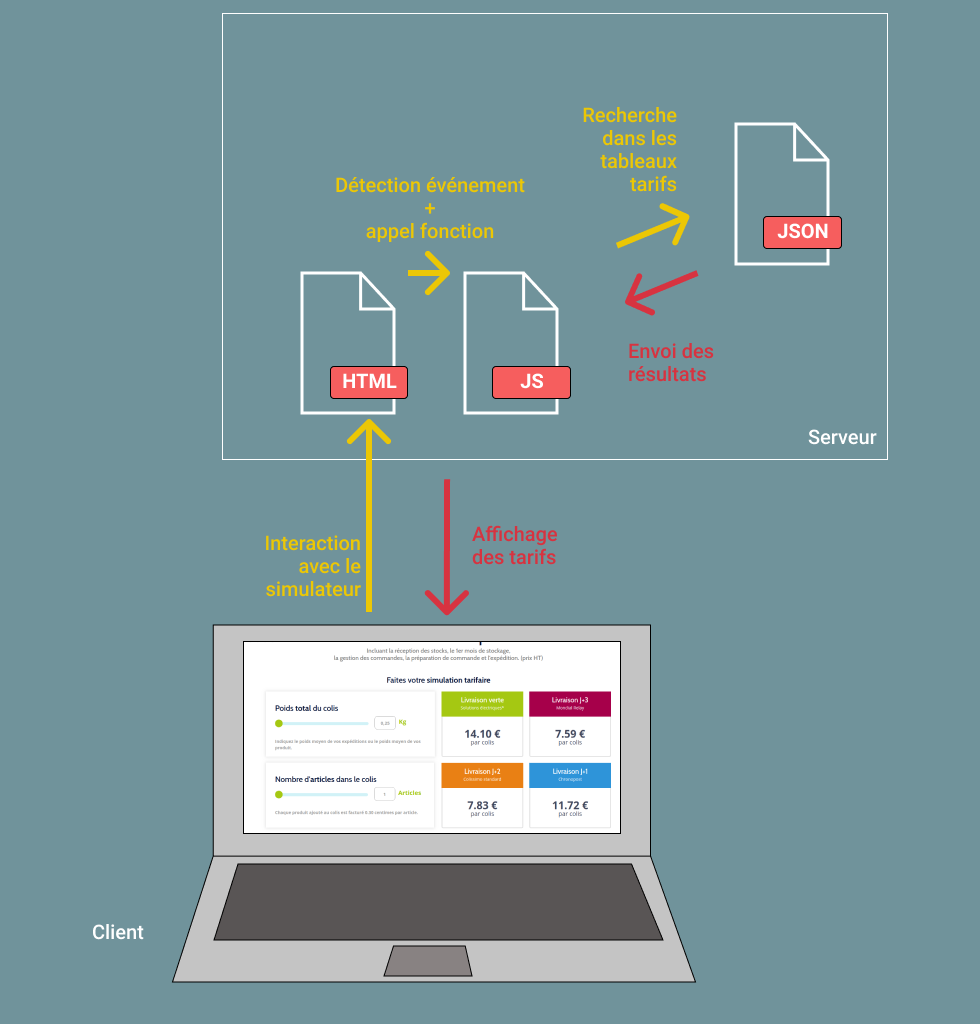 Recherche
dans les
tableaux
tarifs
JSON
Détection événement
+
appel fonction
HTML
JS
Envoi des
résultats
Serveur
Interaction
avec le
simulateur
Affichage
des tarifs
Incluant la réception des stocks, le 1er mois de stockage,
la gestion des commandes, la préparation de commande et l'expédition. (prix HT)
Faites votre simulation tarifaire
Poids total du colis
0,25
Kg
Indiquez le poids moyen de vos expéditions ou le poids moyen de vos
produit.
Livraison verte
14.10 €
par colis
Livraison J+3
Mondial Relay
7.59 €
par colis
Nombre d'articles dans le colis
1
Articles
Chaque produit ajouté au colis est facturé 0.30 centimes par article.
Livraison J+2
Colissimo standard
7.83 €
par colis
Livraison J+1
Chronopost
11.72 €
par colis
Client